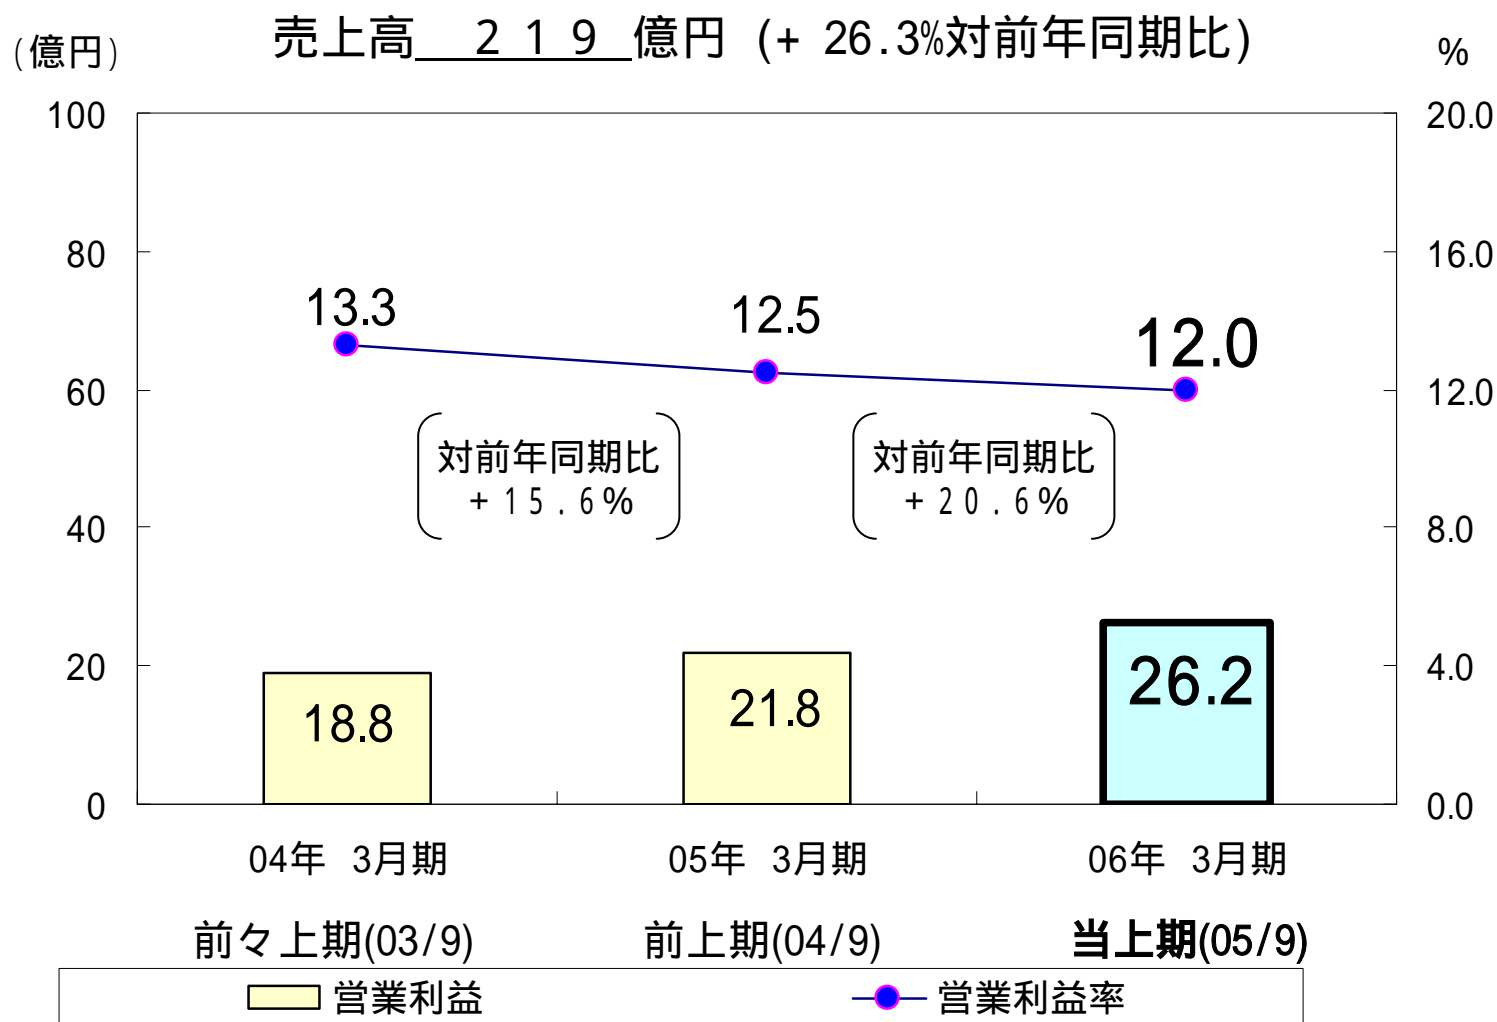 売上高 ２１９ 億円 (+ 26.3%対前年同期比)
(億円)
%
100
80
60
40
20
0
20.0
16.0
12.0
8.0
4.0
0.0
13.3
12.5
12.0
対前年同期比
+１５．６%
対前年同期比
+２０．６%
18.8
21.8
26.2
04年 3月期
05年 3月期
06年 3月期
前々上期(03/9)
前上期(04/9)
当上期(05/9)
営業利益
営業利益率